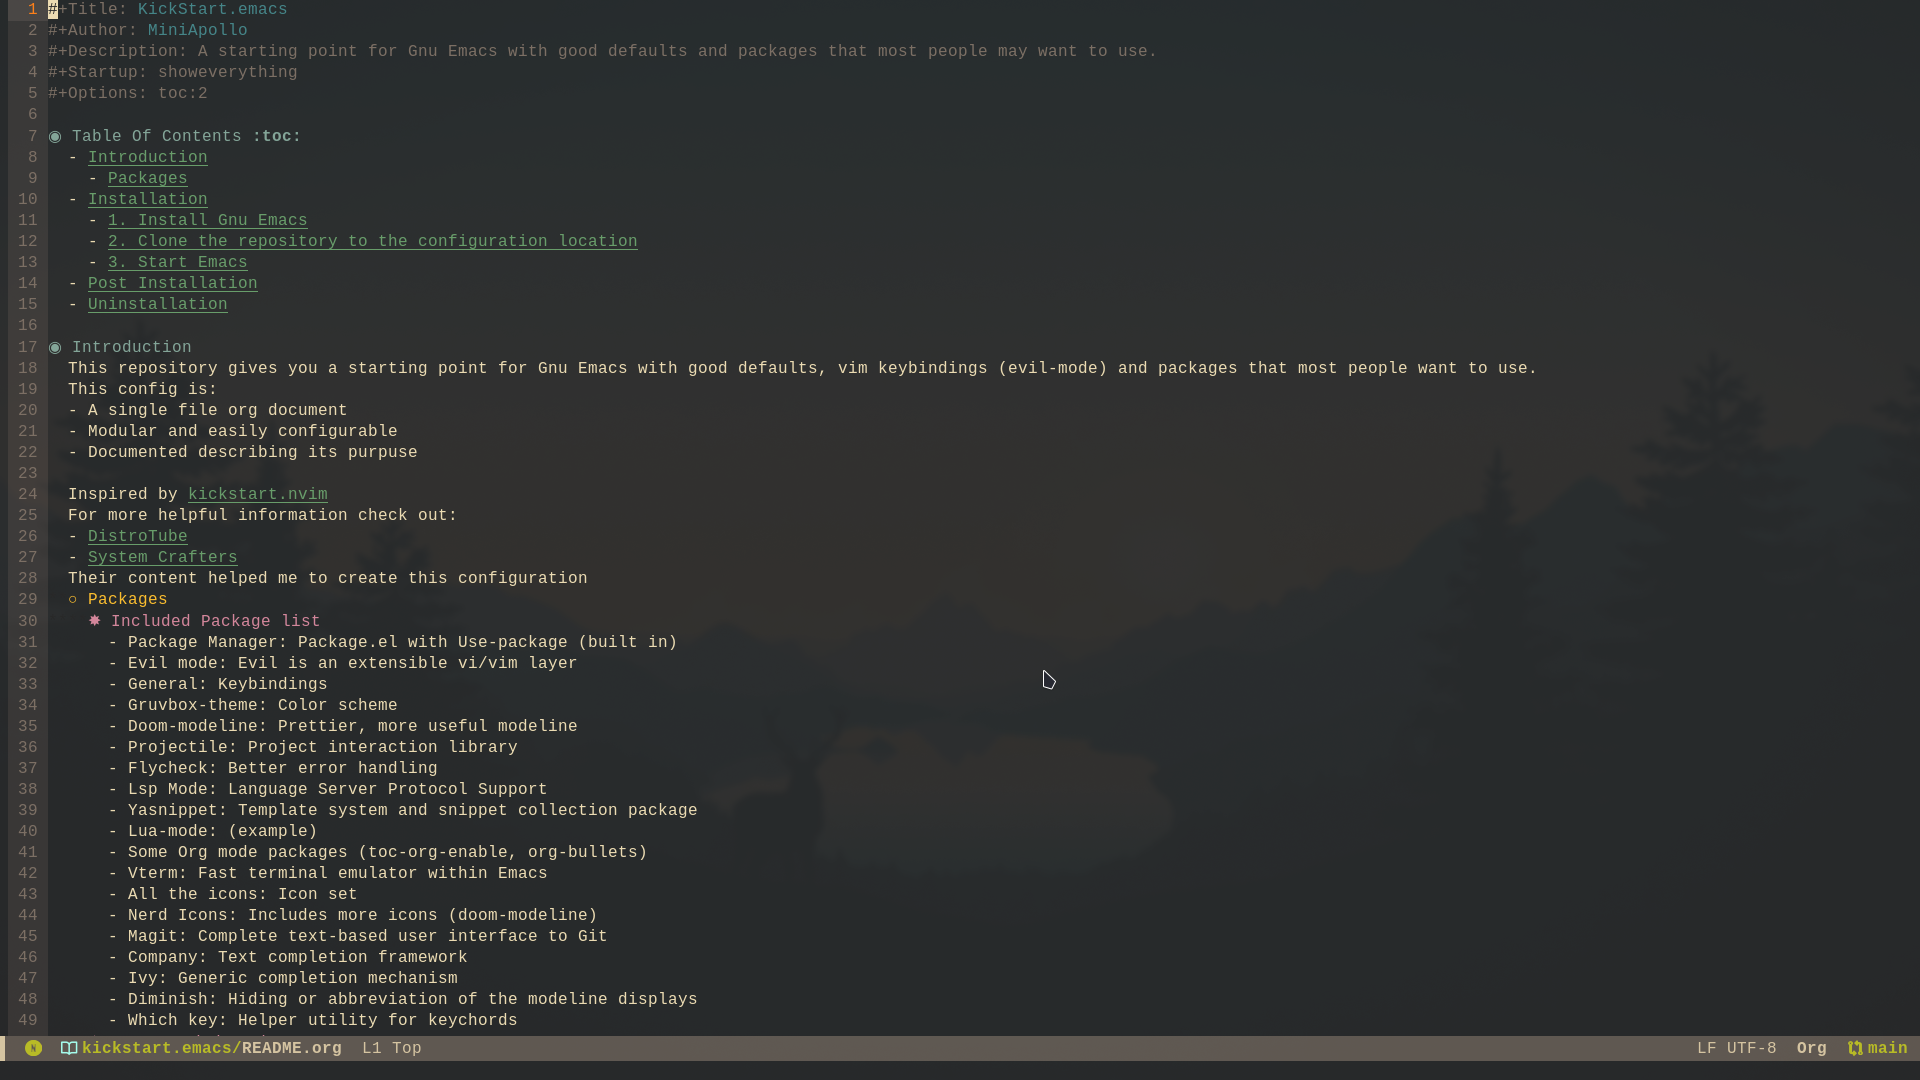 1 #+Title: KickStart.emacs
2 #+Author: MiniApollo
3 #+Description: A starting point for Gnu Emacs with good defaults and packages that most people may want to use.
4 #+Startup: showeverything
5 #+Options: toc:2
6
7 ◉ Table Of Contents :toc:
8 - Introduction
9 - Packages
10 - Installation
11 - 1. Install Gnu Emacs
12 - 2. Clone the repository to the configuration location
13 - 3. Start Emacs
14 - Post Installation
15 - Uninstallation
16
17 ◉ Introduction
18 This repository gives you a starting point for Gnu Emacs with good defaults, vim keybindings (evil-mode) and packages that most people want to use.
19 This config is:
20 - A single file org document
21 - Modular and easily configurable
22 - Documented describing its purpuse
23
24 Inspired by kickstart.nvim
25 For more helpful information check out:
26 - DistroTube
27 - System Crafters
28 Their content helped me to create this configuration
29 ○ Packages
30 ✸ Included Package list
31 - Package Manager: Package.el with Use-package (built in)
32 - Evil mode: Evil is an extensible vi/vim layer
33 - General: Keybindings
34 - Gruvbox-theme: Color scheme
35 - Doom-modeline: Prettier, more useful modeline
36 - Projectile: Project interaction library
37 - Flycheck: Better error handling
38 - Lsp Mode: Language Server Protocol Support
39 - Yasnippet: Template system and snippet collection package
40 - Lua-mode: (example)
41 - Some Org mode packages (toc-org-enable, org-bullets)
42 - Vterm: Fast terminal emulator within Emacs
43 - All the icons: Icon set
44 - Nerd Icons: Includes more icons (doom-modeline)
45 - Magit: Complete text-based user interface to Git
46 - Company: Text completion framework
47 - Ivy: Generic completion mechanism
48 - Diminish: Hiding or abbreviation of the modeline displays
49 - Which key: Helper utility for keychords
N kickstart.emacs/README.org L1 Top LF UTF-8 Org main